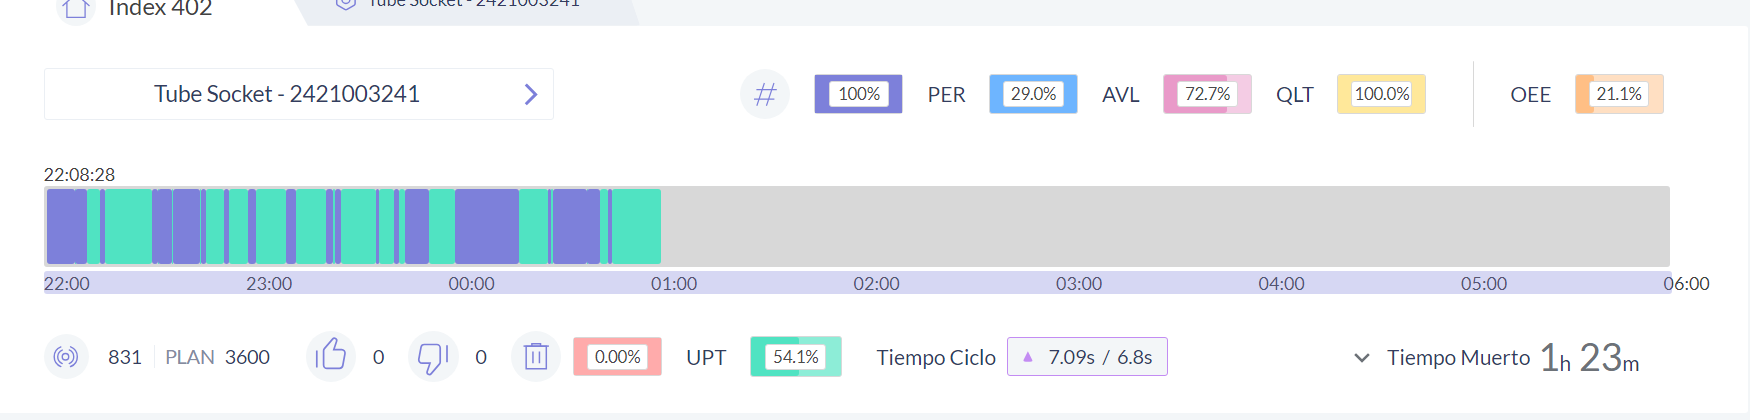 Index 402
Tube Socket - 2421003241
Tube Socket - 2421003241
# 100% PER 29.0% AVL 72.7% QLT 100.0% OEE 21.1%
22:08:28
22:00 23:00 00:00 01:00 02:00 03:00 04:00 05:00 06:00
831 PLAN 3600 0 0 0.00% UPT 54.1% Tiempo Ciclo 7.09s / 6.8s Tiempo Muerto 1h 23m